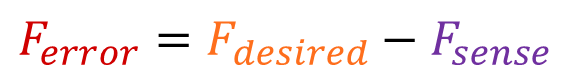 F_error = F_desired − F_sense